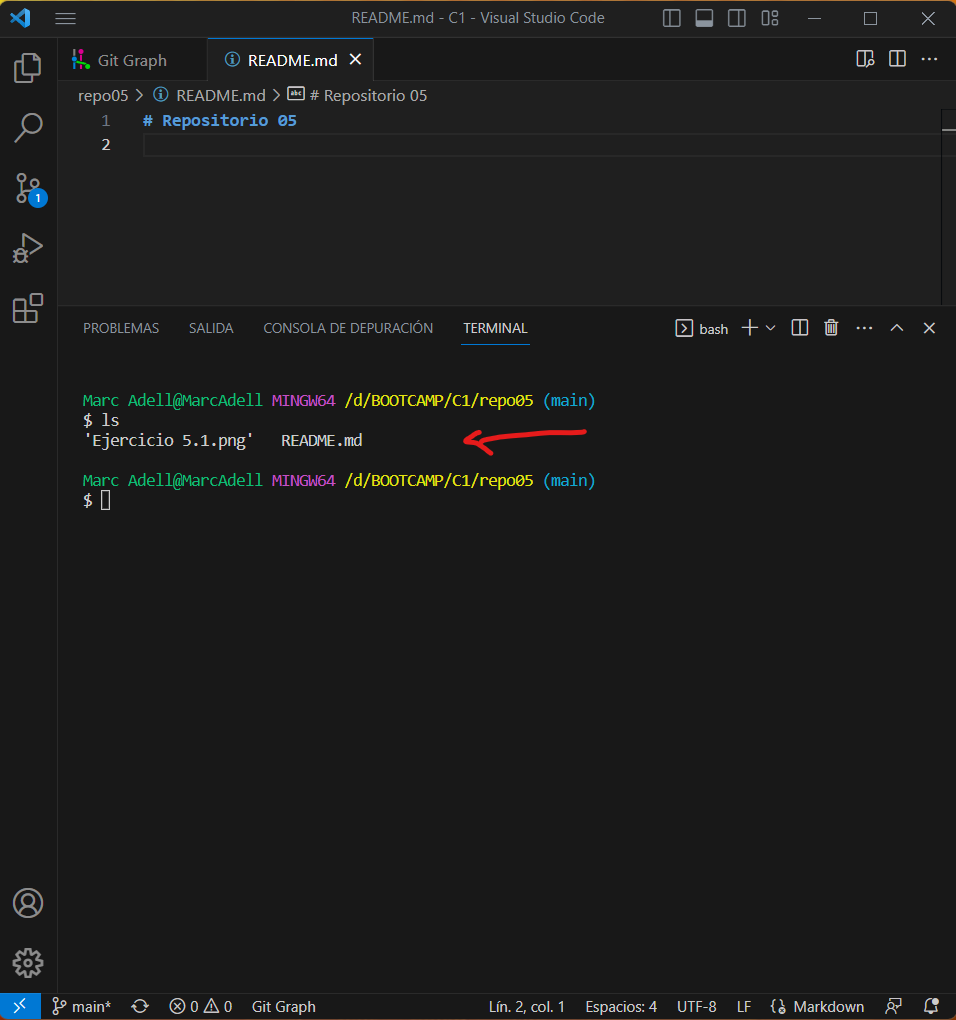 README.md - C1 - Visual Studio Code
Git Graph README.md
repo05 > README.md > abc # Repositorio 05
1 # Repositorio 05
2
1
PROBLEMAS SALIDA CONSOLA DE DEPURACIÓN TERMINAL bash
Marc Adell@MarcAdell MINGW64 /d/BOOTCAMP/C1/repo05 (main)
$ ls
'Ejercicio 5.1.png' README.md
Marc Adell@MarcAdell MINGW64 /d/BOOTCAMP/C1/repo05 (main)
$
main* 0 0 Git Graph Lín. 2, col. 1 Espacios: 4 UTF-8 LF Markdown